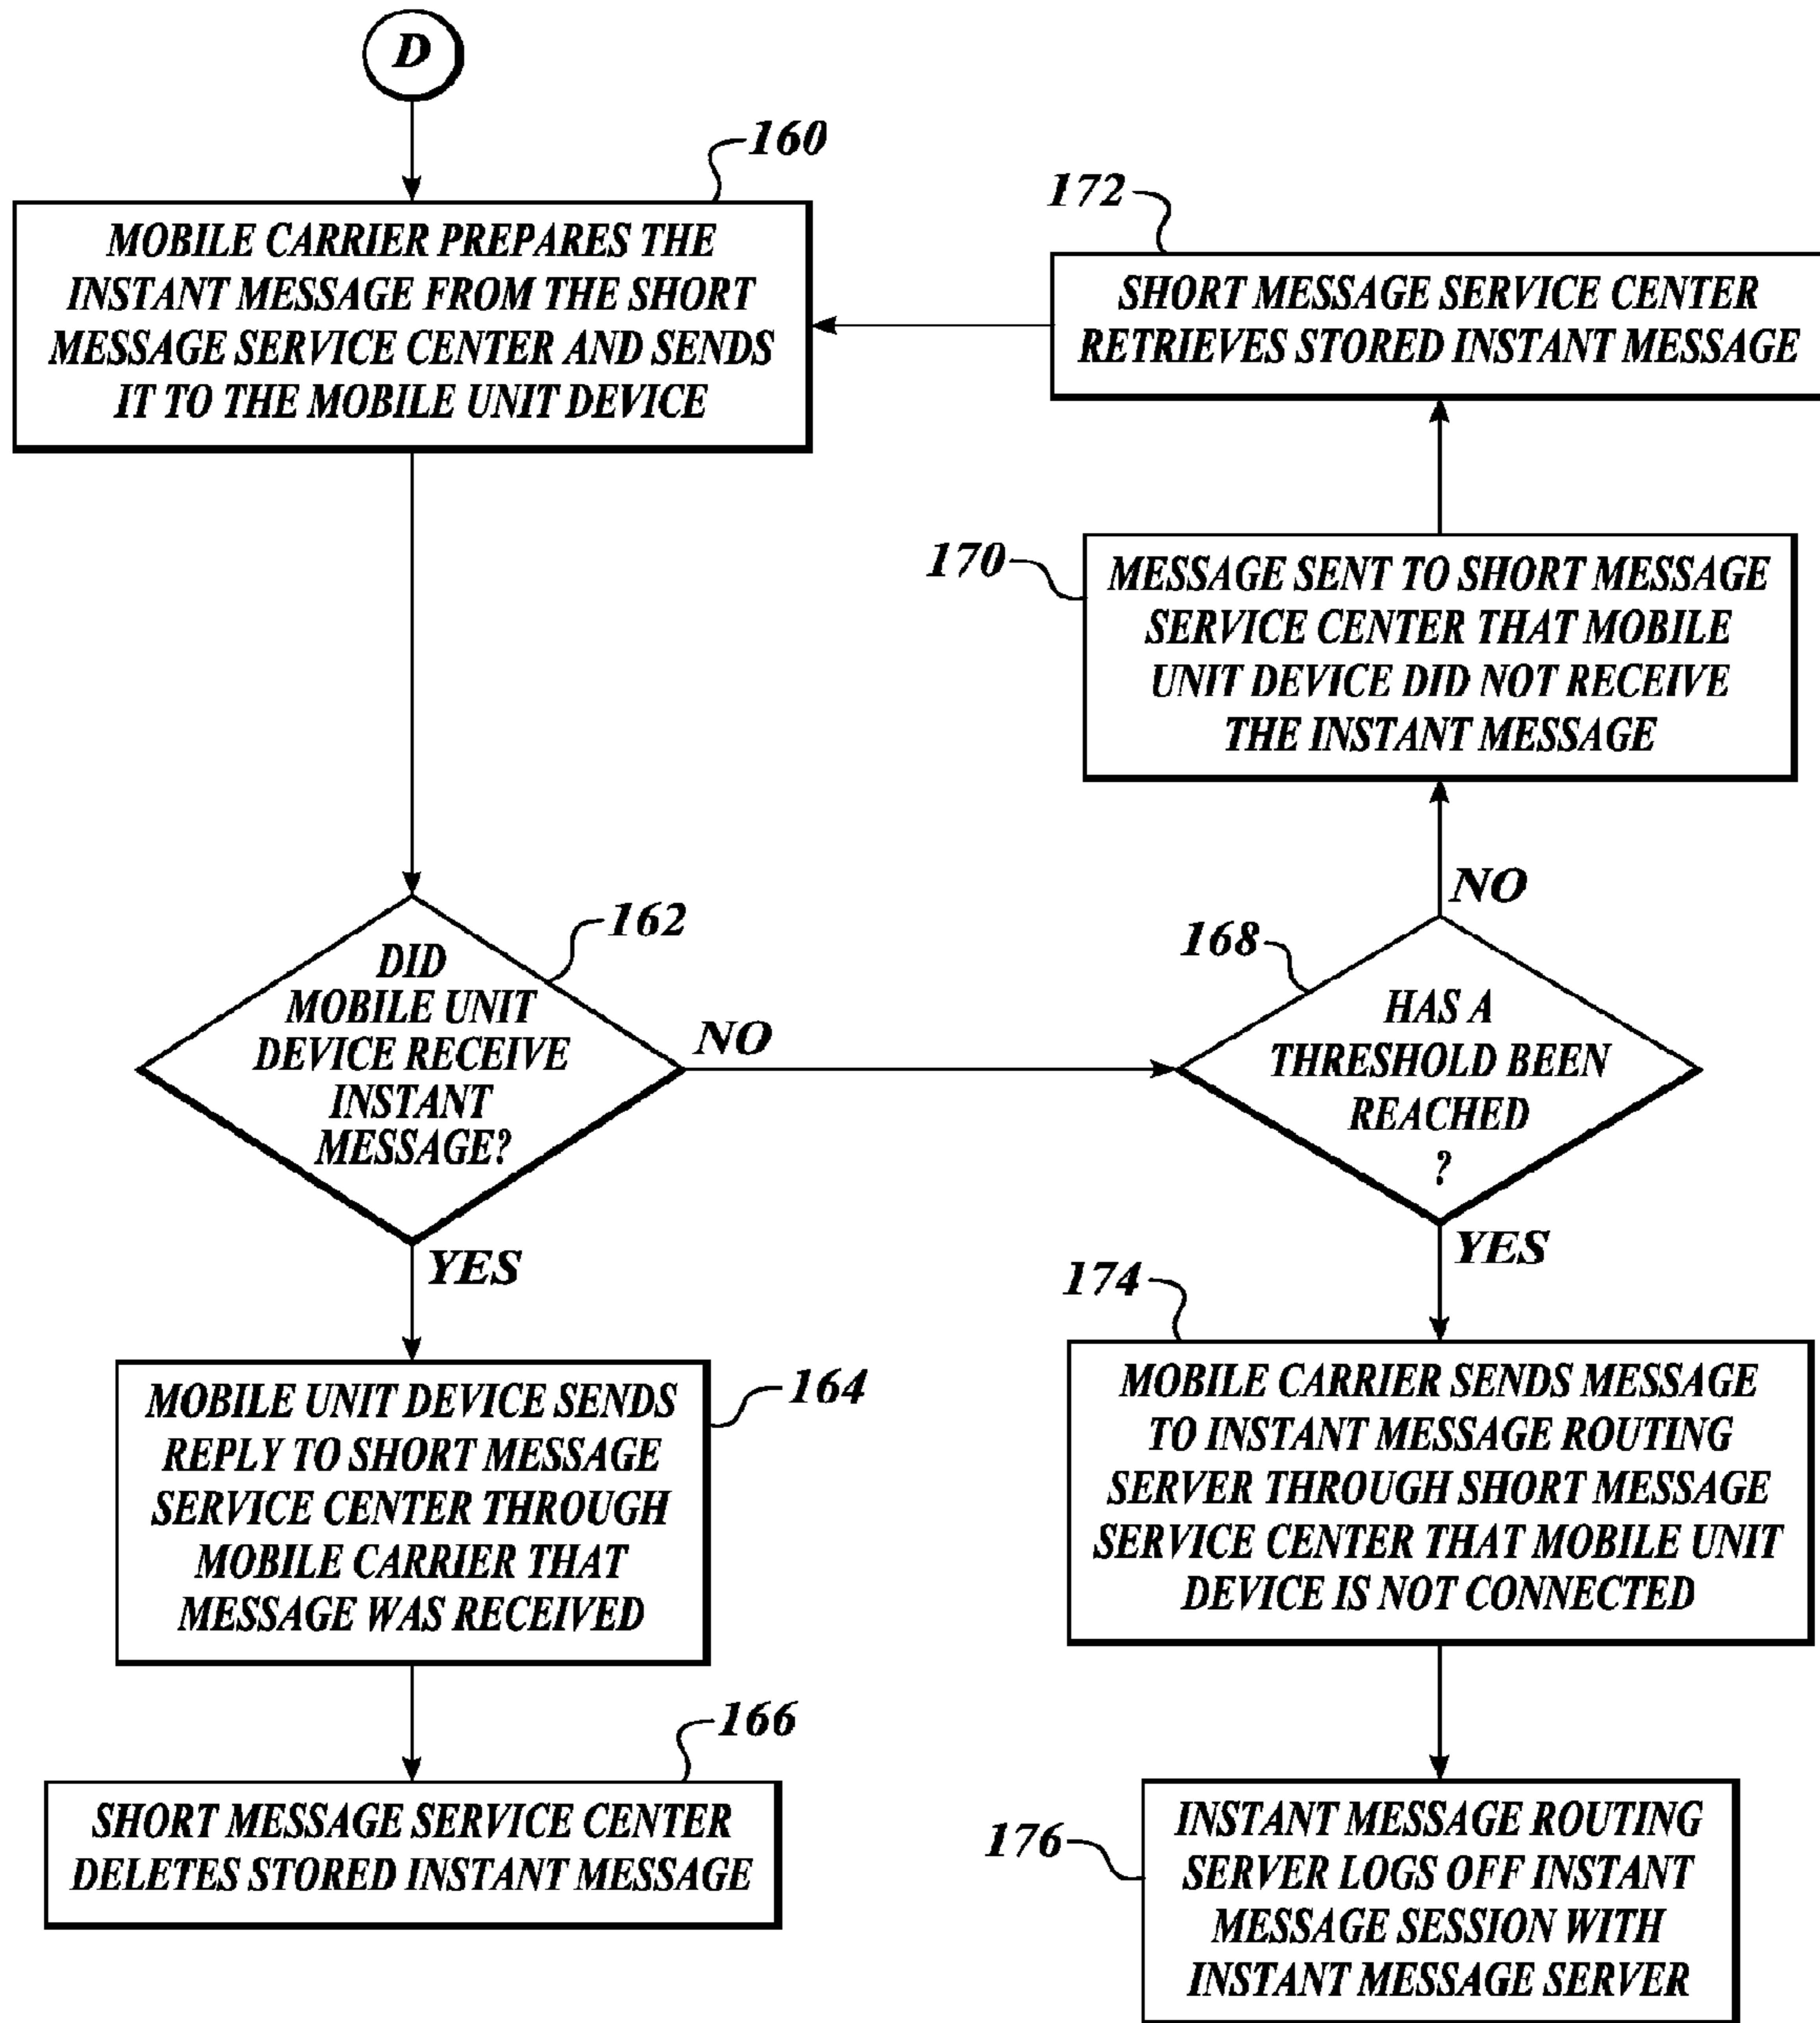 D
160
MOBILE CARRIER PREPARES THE
INSTANT MESSAGE FROM THE SHORT
MESSAGE SERVICE CENTER AND SENDS
IT TO THE MOBILE UNIT DEVICE
172
SHORT MESSAGE SERVICE CENTER
RETRIEVES STORED INSTANT MESSAGE
170
MESSAGE SENT TO SHORT MESSAGE
SERVICE CENTER THAT MOBILE
UNIT DEVICE DID NOT RECEIVE
THE INSTANT MESSAGE
162
DID
MOBILE UNIT
DEVICE RECEIVE
INSTANT
MESSAGE?
NO
YES
168
HAS A
THRESHOLD BEEN
REACHED
?
NO
YES
164
MOBILE UNIT DEVICE SENDS
REPLY TO SHORT MESSAGE
SERVICE CENTER THROUGH
MOBILE CARRIER THAT
MESSAGE WAS RECEIVED
174
MOBILE CARRIER SENDS MESSAGE
TO INSTANT MESSAGE ROUTING
SERVER THROUGH SHORT MESSAGE
SERVICE CENTER THAT MOBILE UNIT
DEVICE IS NOT CONNECTED
166
SHORT MESSAGE SERVICE CENTER
DELETES STORED INSTANT MESSAGE
176
INSTANT MESSAGE ROUTING
SERVER LOGS OFF INSTANT
MESSAGE SESSION WITH
INSTANT MESSAGE SERVER